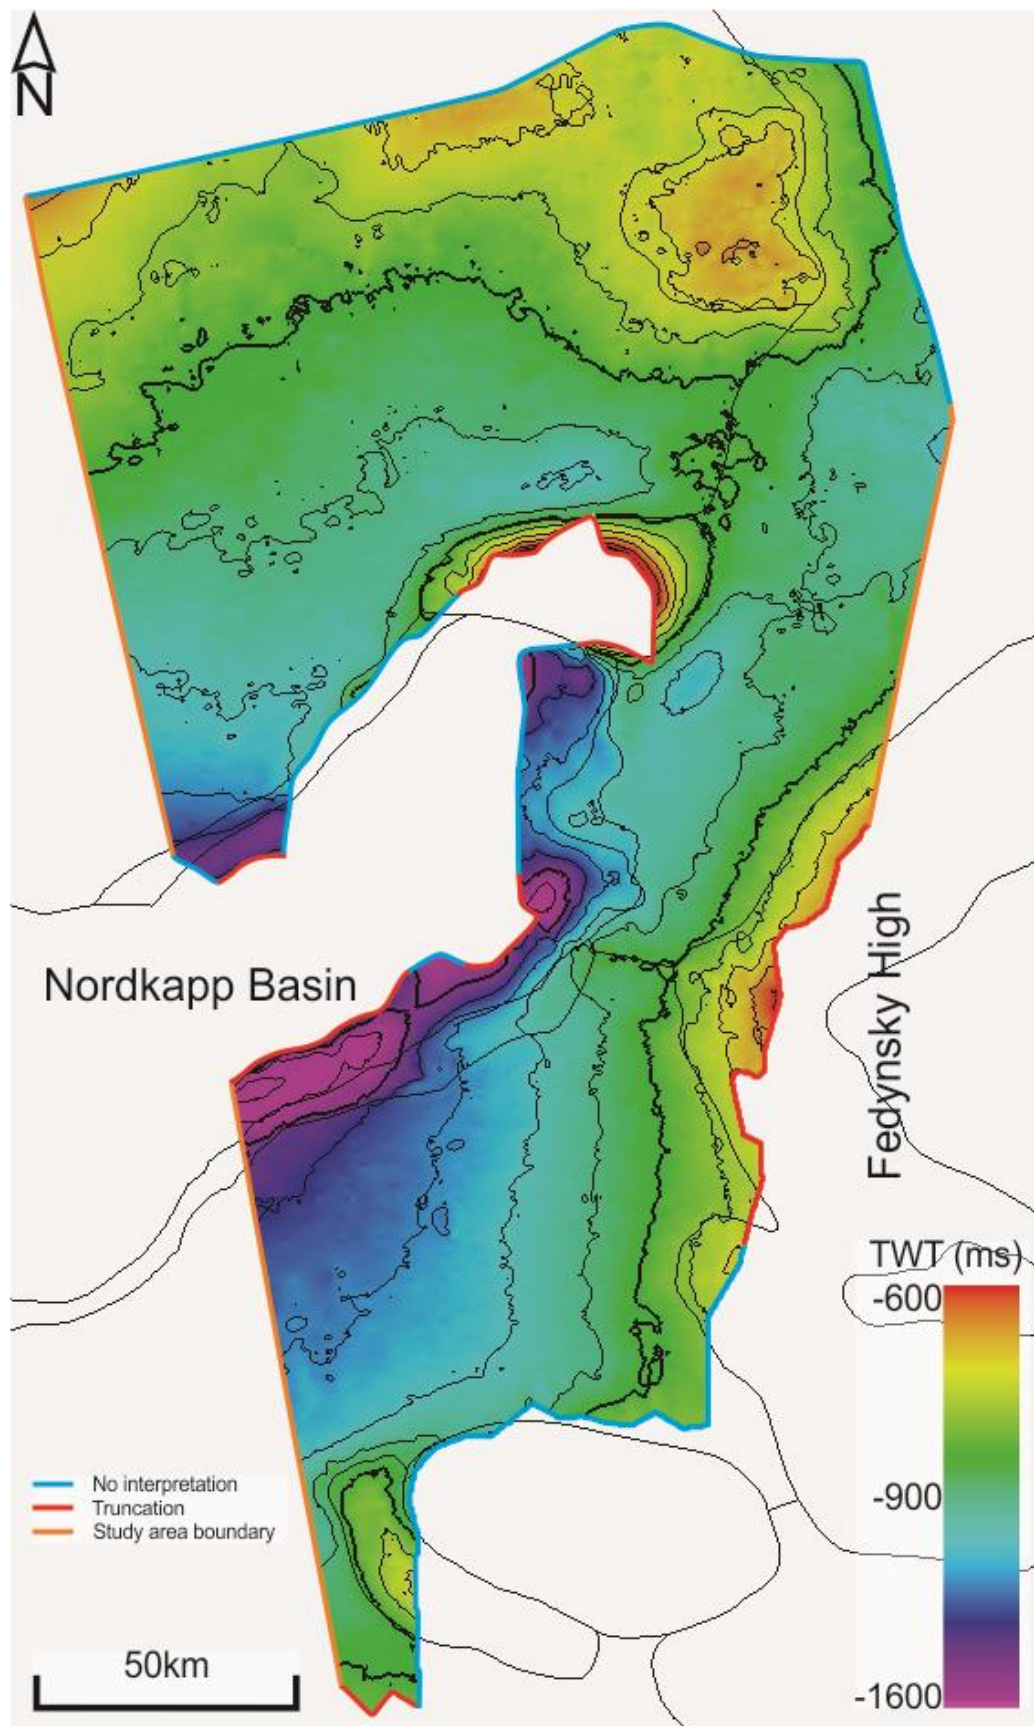 N
Nordkapp Basin
Fedynsky High
TWT (ms)
-600
-900
-1600
No interpretation
Truncation
Study area boundary
50km